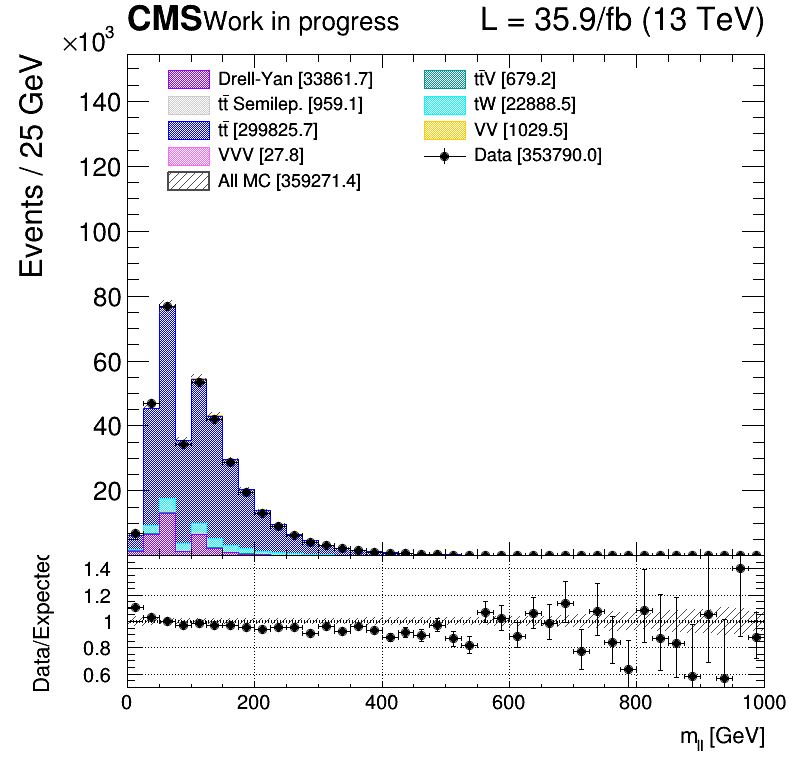 CMS Work in progress L = 35.9/fb (13 TeV)
×10³
Events / 25 GeV
Drell-Yan [33861.7]
tt̄ Semilep. [959.1]
tt̄ [299825.7]
VVV [27.8]
All MC [359271.4]
tt̄V [679.2]
tW [22888.5]
VV [1029.5]
Data [353790.0]
140
120
100
80
60
40
20
Data/Expected
1.4
1.2
1
0.8
0.6
0 200 400 600 800 1000
m_ll [GeV]